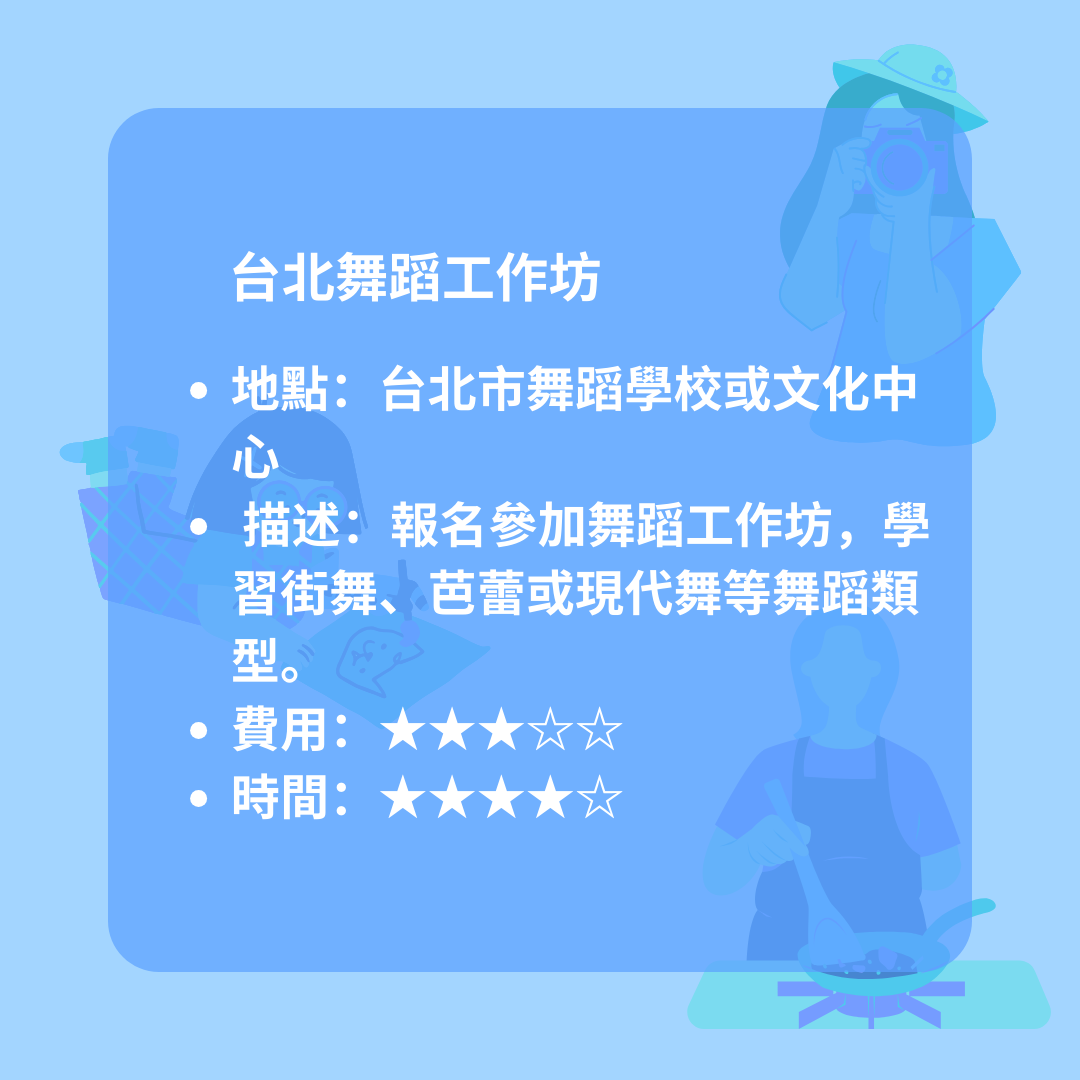 台北舞蹈工作坊
• 地點：台北市舞蹈學校或文化中
心
• 描述：報名參加舞蹈工作坊，學
習街舞、芭蕾或現代舞等舞蹈類
型。
• 費用：★★★☆☆
• 時間：★★★★☆